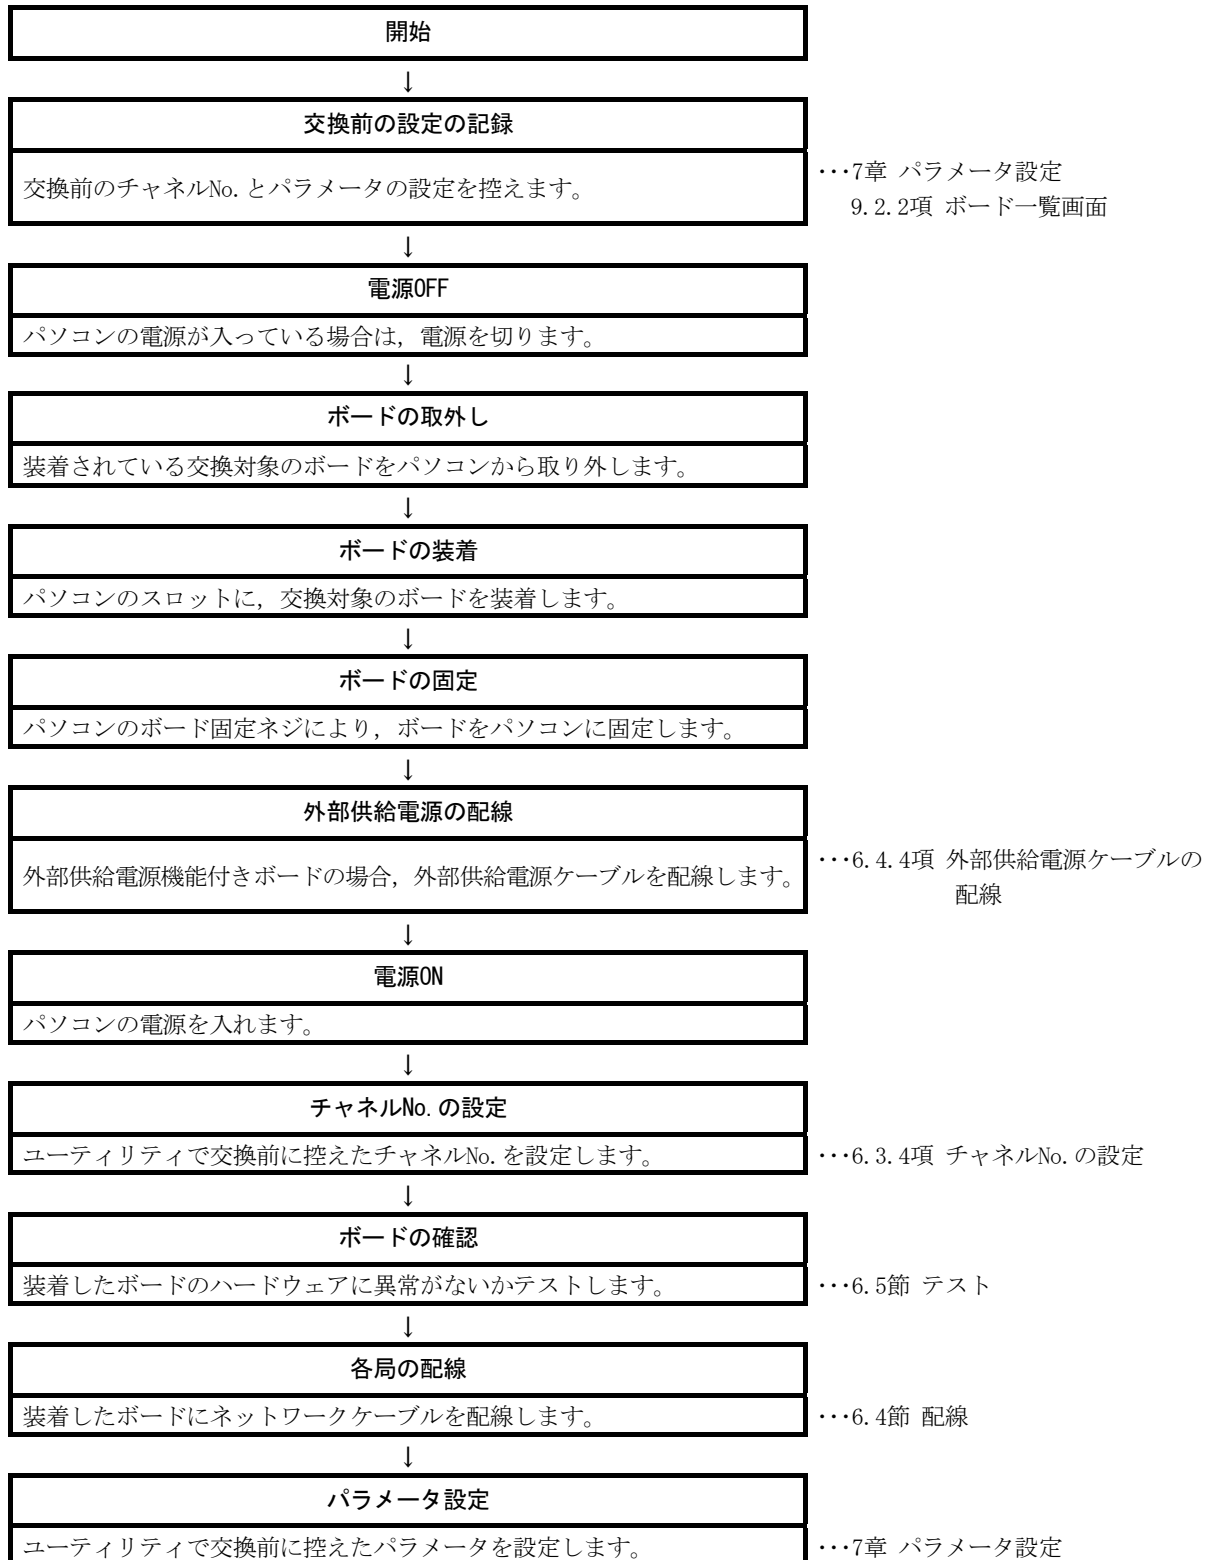 開始
↓
交換前の設定の記録
交換前のチャネルNo.とパラメータの設定を控えます。
･･･7章 パラメータ設定
9.2.2項 ボード一覧画面
↓
電源OFF
パソコンの電源が入っている場合は，電源を切ります。
↓
ボードの取外し
装着されている交換対象のボードをパソコンから取り外します。
↓
ボードの装着
パソコンのスロットに，交換対象のボードを装着します。
↓
ボードの固定
パソコンのボード固定ネジにより，ボードをパソコンに固定します。
↓
外部供給電源の配線
外部供給電源機能付きボードの場合，外部供給電源ケーブルを配線します。
･･･6.4.4項 外部供給電源ケーブルの
配線
↓
電源ON
パソコンの電源を入れます。
↓
チャネルNo.の設定
ユーティリティで交換前に控えたチャネルNo.を設定します。
･･･6.3.4項 チャネルNo.の設定
↓
ボードの確認
装着したボードのハードウェアに異常がないかテストします。
･･･6.5節 テスト
↓
各局の配線
装着したボードにネットワークケーブルを配線します。
･･･6.4節 配線
↓
パラメータ設定
ユーティリティで交換前に控えたパラメータを設定します。
･･･7章 パラメータ設定